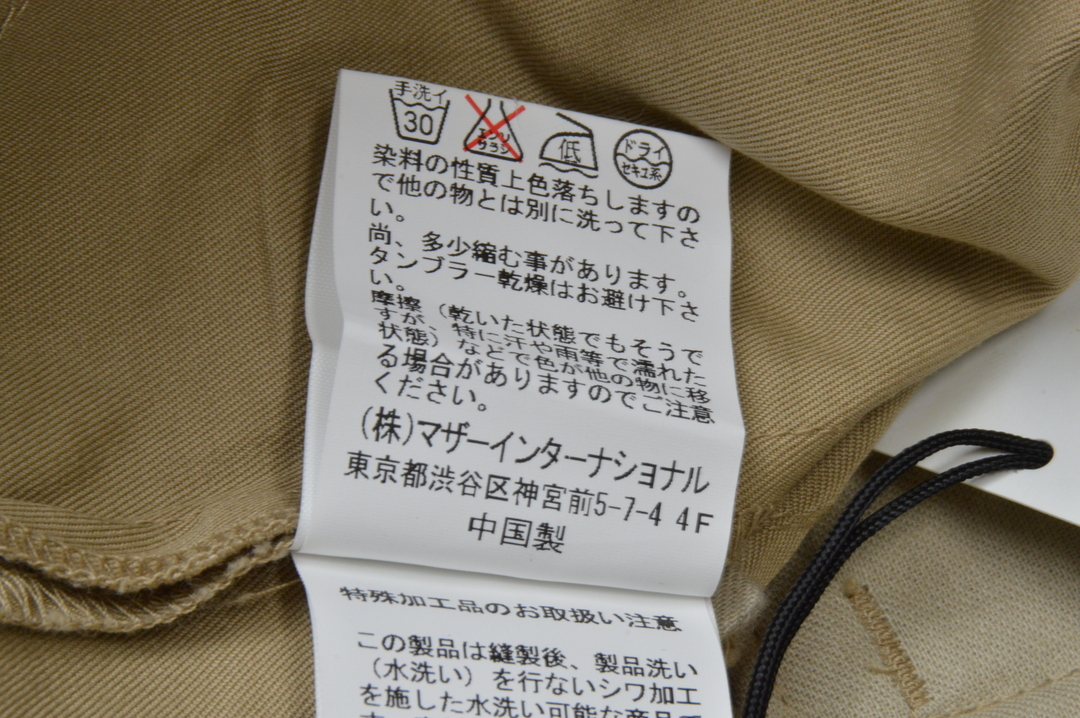 手洗イ
30
エンソ
サラシ
低
ドライ
セキユ系
染料の性質上色落ちしますの
で他の物とは別に洗って下さ
い。
尚、多少縮む事があります。
タンブラー乾燥はお避け下さ
い。
摩擦（乾いた状態でもそうで
すが、特に汗や雨等で濡れた
状態）などで色が他の物に移
る場合がありますのでご注意
ください。
(株)マザーインターナショナル
東京都渋谷区神宮前5-7-4 4F
中国製
特殊加工品のお取扱い注意
この製品は縫製後、製品洗い
（水洗い）を行ないシワ加工
を施した水洗い可能な商品で